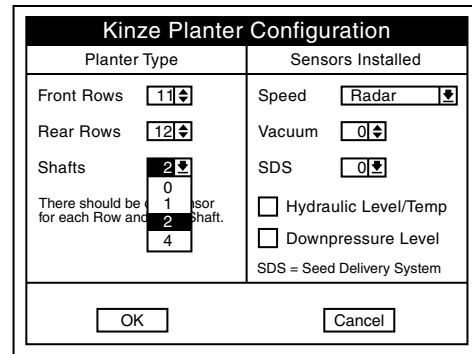 Kinze Planter Configuration
Planter Type
Front Rows 11
Rear Rows 12
Shafts 2
0
1
2
4
There should be sor
for each Row and Shaft.
Sensors Installed
Speed Radar
Vacuum 0
SDS 0
Hydraulic Level/Temp
Downpressure Level
SDS = Seed Delivery System
OK
Cancel